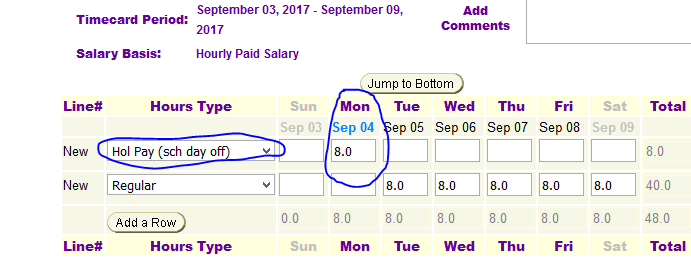 Timecard Period: September 03, 2017 - September 09, 2017 Add Comments
Salary Basis: Hourly Paid Salary
Jump to Bottom
Line# Hours Type Sun Mon Tue Wed Thu Fri Sat Total
Sep 03 Sep 04 Sep 05 Sep 06 Sep 07 Sep 08 Sep 09
New Hol Pay (sch day off) 8.0 8.0
New Regular 8.0 8.0 8.0 8.0 8.0 40.0
Add a Row 0.0 8.0 8.0 8.0 8.0 8.0 8.0 48.0
Line# Hours Type Sun Mon Tue Wed Thu Fri Sat Total